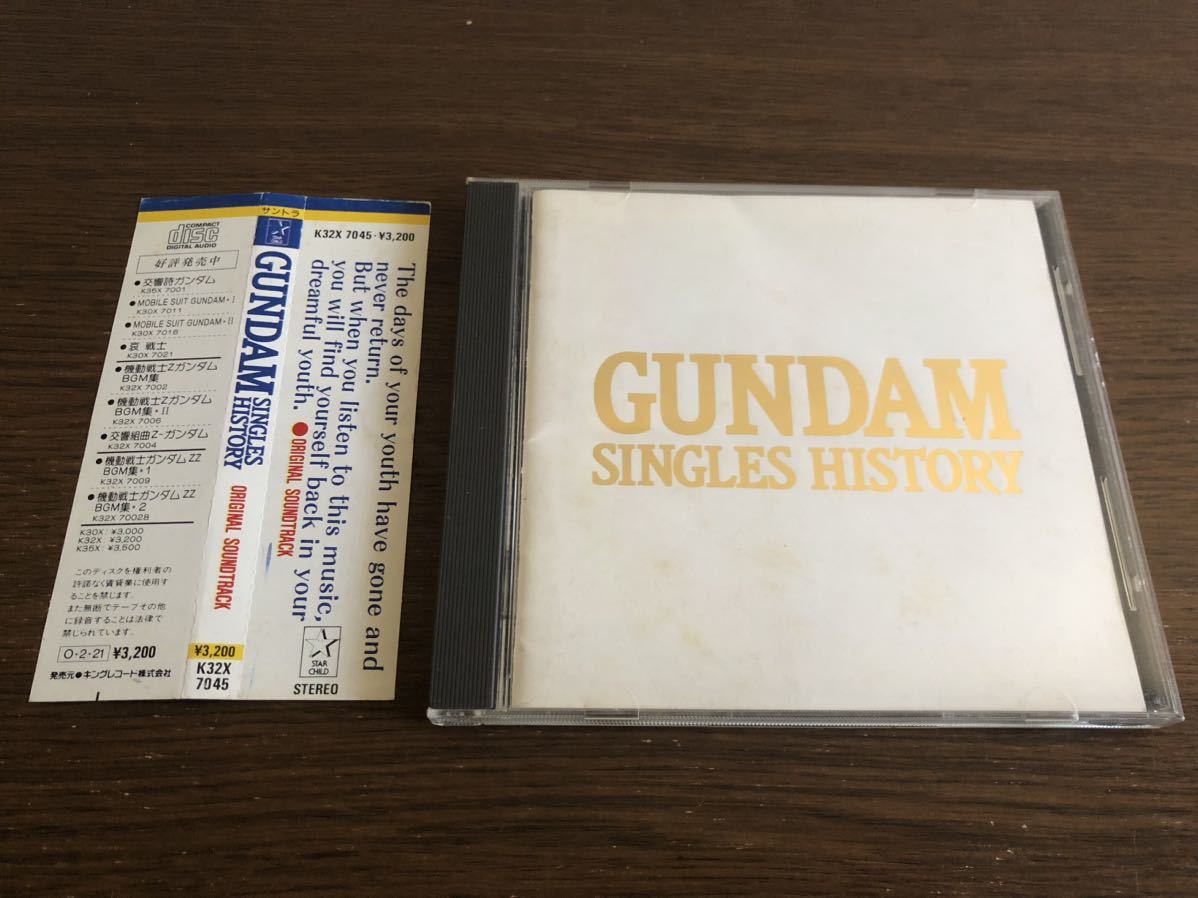 COMPACT
disc
DIGITAL AUDIO
好評発売中
●交響詩ガンダム
K35X 7001
●MOBILE SUIT GUNDAM・I
K30X 7011
●MOBILE SUIT GUNDAM・II
K30X 7016
●哀 戦士
K30X 7021
●機動戦士Zガンダム
BGM集
K32X 7002
●機動戦士Zガンダム
BGM集・II
K32X 7006
●交響組曲Z-ガンダム
K32X 7004
●機動戦士ガンダムZZ
BGM集・1
K32X 7009
●機動戦士ガンダムZZ
BGM集・2
K32X 70028
K30X：¥3,000
K32X：¥3,200
K35X：¥3,500
このディスクを権利者の
許諾なく賃貸業に使用す
ることを禁じます。
また無断でテープその他
に録音することは法律で
禁じられています。
O・2・21 ¥3,200
発売元●キングレコード株式会社
サントラ
STAR
CHILD
GUNDAM
SINGLES
HISTORY
ORIGINAL SOUNDTRACK
¥3,200
K32X
7045
K32X 7045・¥3,200
The days of your youth have gone and
never return.
But when you listen to this music,
you will find yourself back in your
dreamful youth.
●ORIGINAL SOUNDTRACK
STAR
CHILD
STEREO
GUNDAM
SINGLES HISTORY